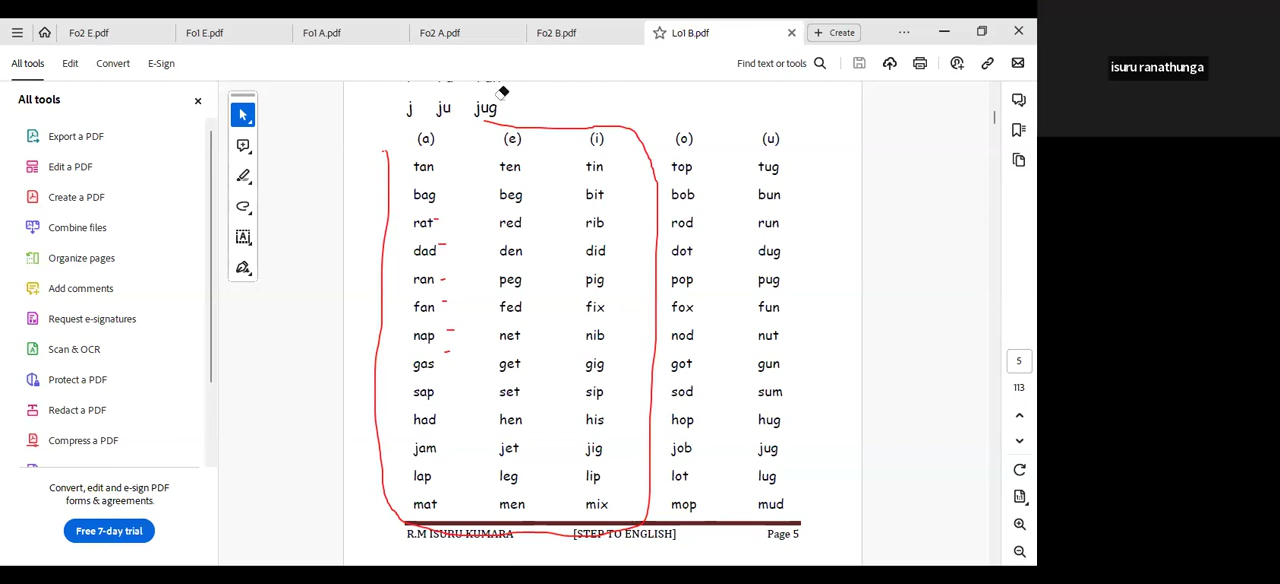 Fo2 E.pdf Fo1 E.pdf Fo1 A.pdf Fo2 A.pdf Fo2 B.pdf Lo1 B.pdf Create
All tools Edit Convert E-Sign Find text or tools
All tools
Export a PDF
Edit a PDF
Create a PDF
Combine files
Organize pages
Add comments
Request e-signatures
Scan & OCR
Protect a PDF
Redact a PDF
Compress a PDF
Convert, edit and e-sign PDF
forms & agreements.
Free 7-day trial
j ju jug
(a) (e) (i) (o) (u)
tan ten tin top tug
bag beg bit bob bun
rat red rib rod run
dad den did dot dug
ran peg pig pop pug
fan fed fix fox fun
nap net nib nod nut
gas get gig got gun
sap set sip sod sum
had hen his hop hug
jam jet jig job jug
lap leg lip lot lug
mat men mix mop mud
R.M ISURU KUMARA [STEP TO ENGLISH] Page 5
5
113
isuru ranathunga